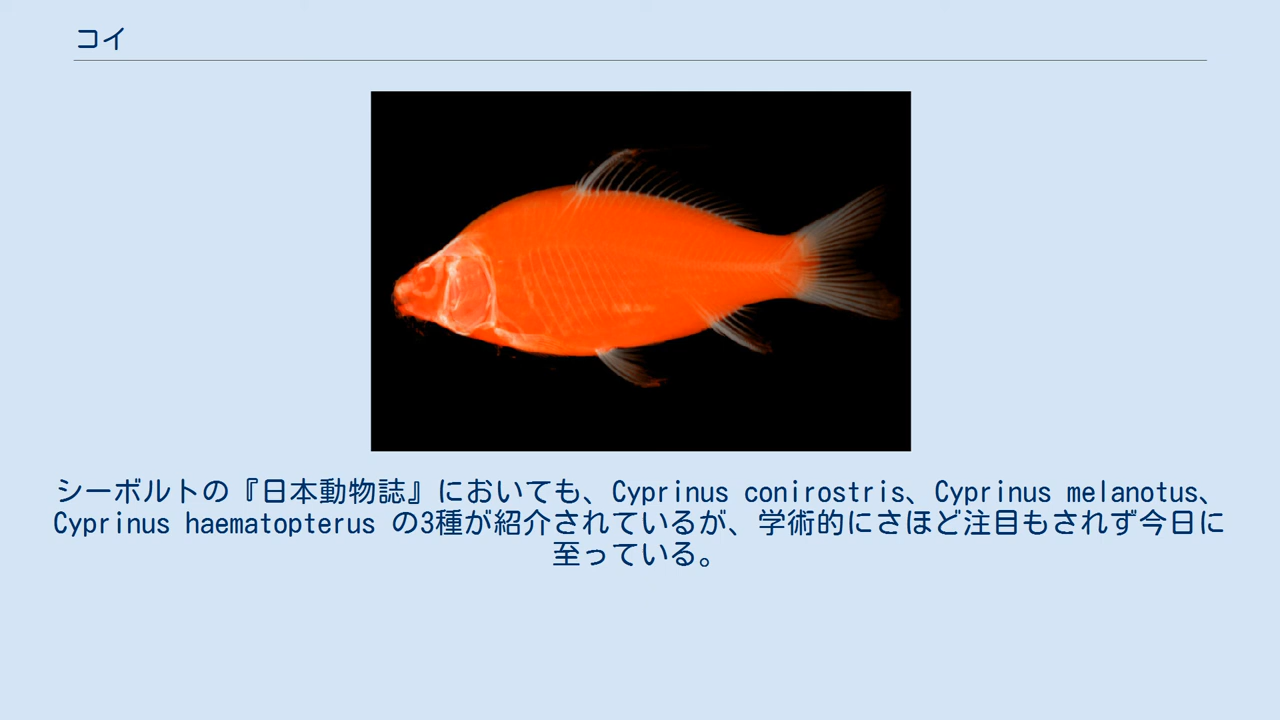 コイ
シーボルトの『日本動物誌』においても、Cyprinus conirostris、Cyprinus melanotus、
Cyprinus haematopterus の3種が紹介されているが、学術的にさほど注目もされず今日に
至っている。